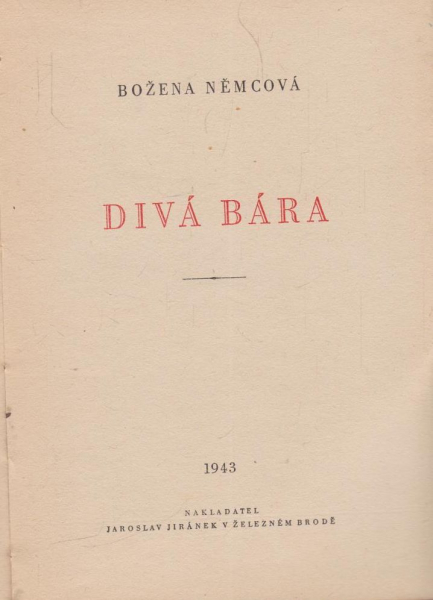 BOŽENA NĚMCOVÁ
DIVÁ BÁRA
1943
NAKLADATEL
JAROSLAV JIRÁNEK V ŽELEZNÉM BRODĚ